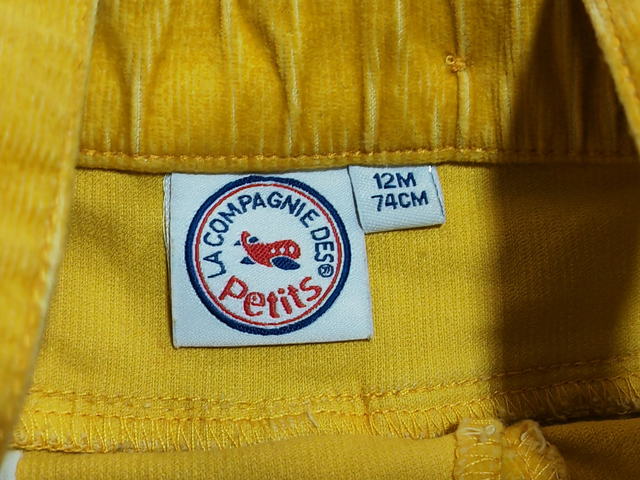 LA COMPAGNIE DES®
Petits
12M
74CM